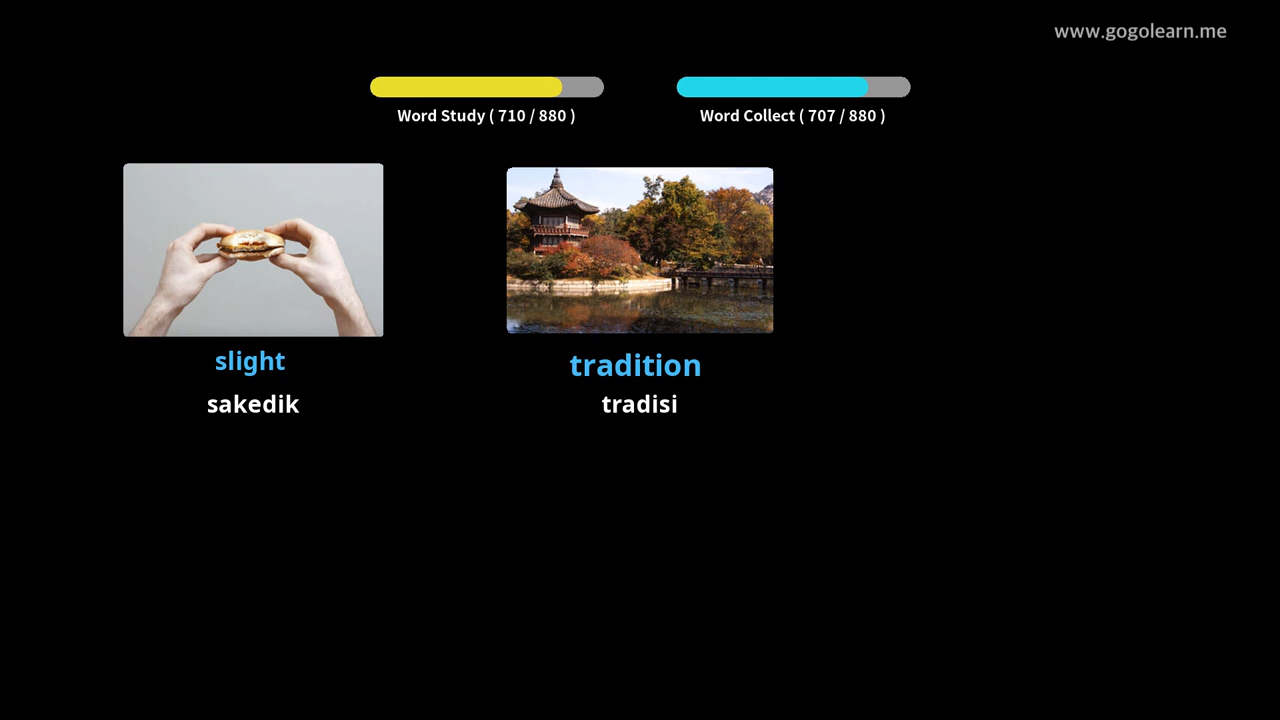 www.gogolearn.me
Word Study ( 710 / 880 )
Word Collect ( 707 / 880 )
slight
sakedik
tradition
tradisi